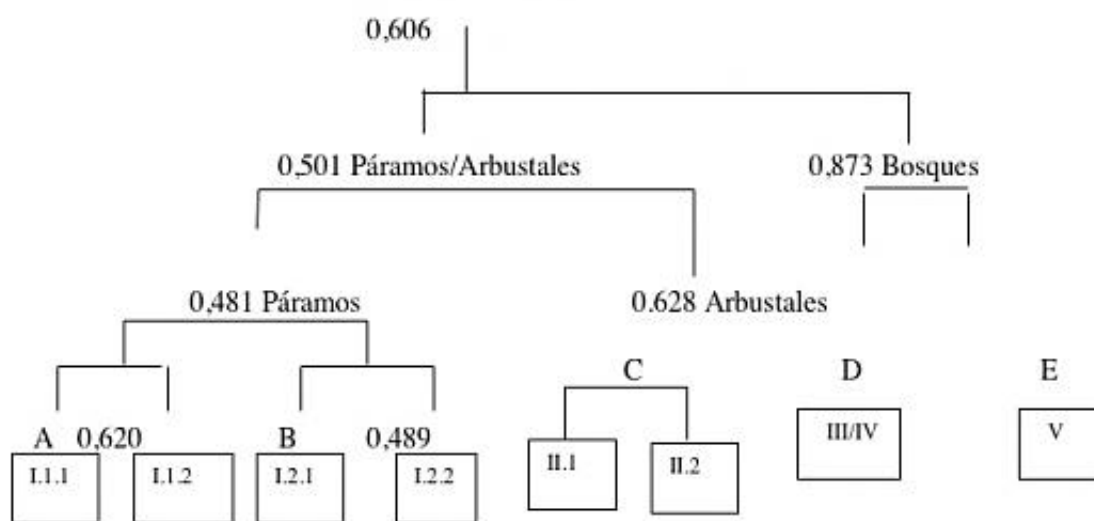 0,606
0,501 Páramos/Arbustales
0,873 Bosques
0,481 Páramos
0.628 Arbustales
C
D
E
A 0,620
B 0,489
I.1.1
I.1.2
I.2.1
I.2.2
II.1
II.2
III/IV
V